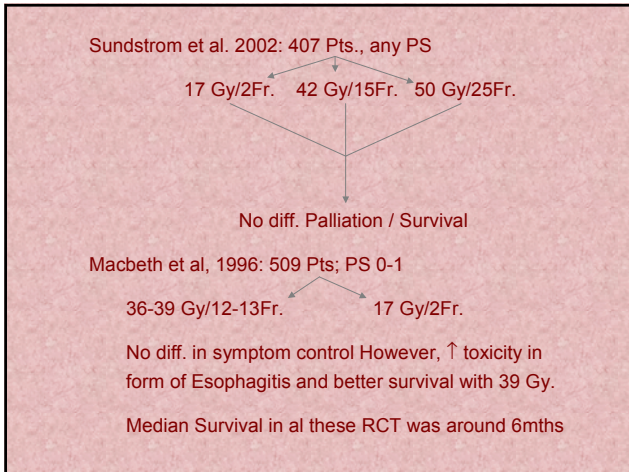 Sundstrom et al. 2002: 407 Pts., any PS
17 Gy/2Fr. 42 Gy/15Fr. 50 Gy/25Fr.
No diff. Palliation / Survival
Macbeth et al, 1996: 509 Pts; PS 0-1
36-39 Gy/12-13Fr. 17 Gy/2Fr.
No diff. in symptom control However, ↑ toxicity in
form of Esophagitis and better survival with 39 Gy.
Median Survival in al these RCT was around 6mths